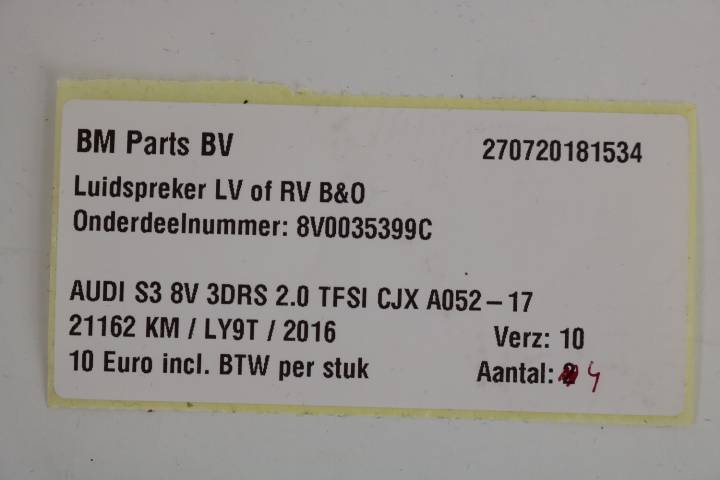 BM Parts BV 270720181534
Luidspreker LV of RV B&O
Onderdeelnummer: 8V0035399C
AUDI S3 8V 3DRS 2.0 TFSI CJX A052-17
21162 KM / LY9T / 2016 Verz: 10
10 Euro incl. BTW per stuk Aantal: 4